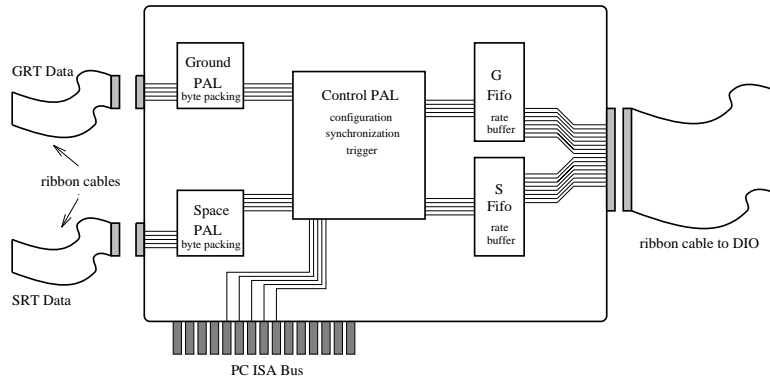 GRT Data
ribbon cables
SRT Data
Ground
PAL
byte packing
Space
PAL
byte packing
Control PAL
configuration
synchronization
trigger
G
Fifo
rate
buffer
S
Fifo
rate
buffer
ribbon cable to DIO
PC ISA Bus